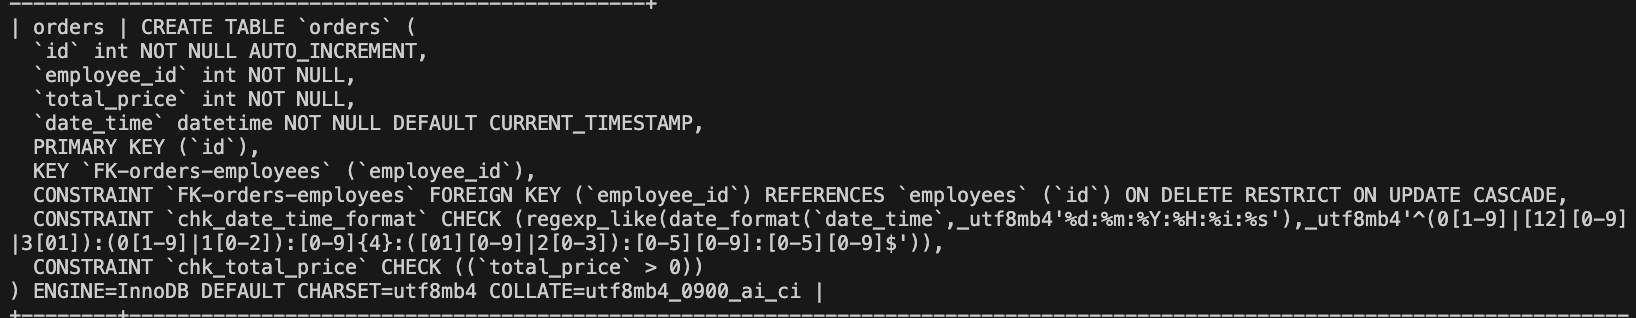 -----------------------------------------------------+
| orders | CREATE TABLE `orders` (
  `id` int NOT NULL AUTO_INCREMENT,
  `employee_id` int NOT NULL,
  `total_price` int NOT NULL,
  `date_time` datetime NOT NULL DEFAULT CURRENT_TIMESTAMP,
  PRIMARY KEY (`id`),
  KEY `FK-orders-employees` (`employee_id`),
  CONSTRAINT `FK-orders-employees` FOREIGN KEY (`employee_id`) REFERENCES `employees` (`id`) ON DELETE RESTRICT ON UPDATE CASCADE,
  CONSTRAINT `chk_date_time_format` CHECK (regexp_like(date_format(`date_time`,_utf8mb4'%d:%m:%Y:%H:%i:%s'),_utf8mb4'^(0[1-9]|[12][0-9]
|3[01]):(0[1-9]|1[0-2]):[0-9]{4}:([01][0-9]|2[0-3]):[0-5][0-9]:[0-5][0-9]$')),
  CONSTRAINT `chk_total_price` CHECK ((`total_price` > 0))
) ENGINE=InnoDB DEFAULT CHARSET=utf8mb4 COLLATE=utf8mb4_0900_ai_ci |
+--------+------------------------------------------------------------------------------------------------------------------------------